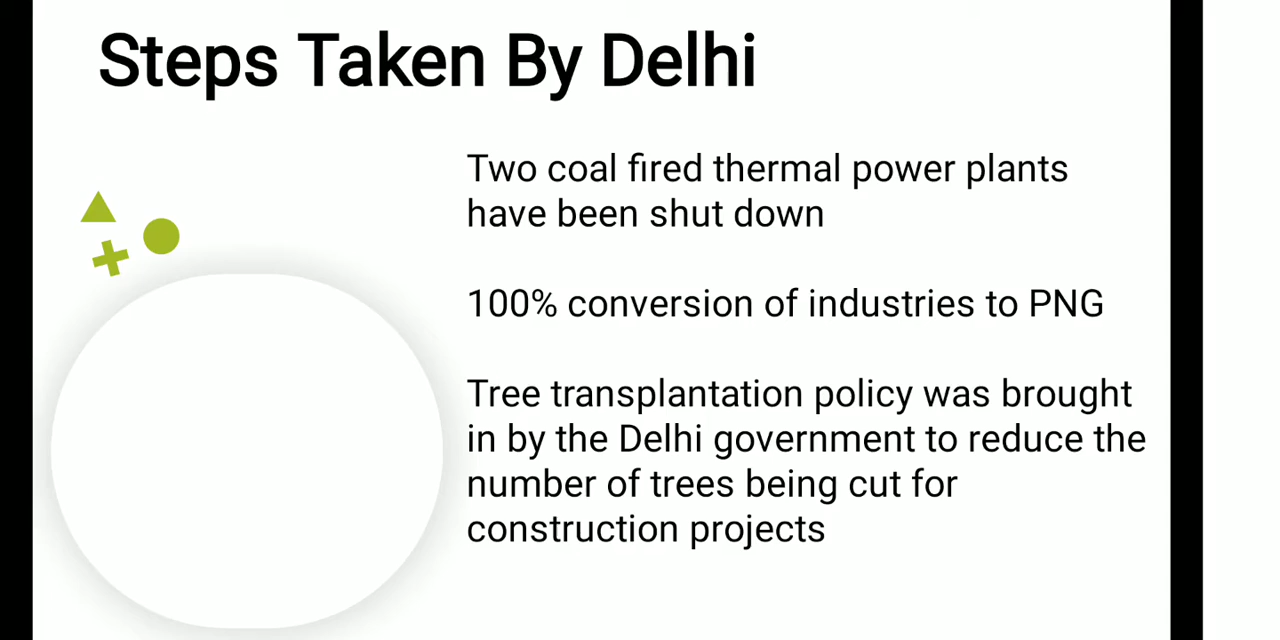 Steps Taken By Delhi
Two coal fired thermal power plants
have been shut down
100% conversion of industries to PNG
Tree transplantation policy was brought
in by the Delhi government to reduce the
number of trees being cut for
construction projects